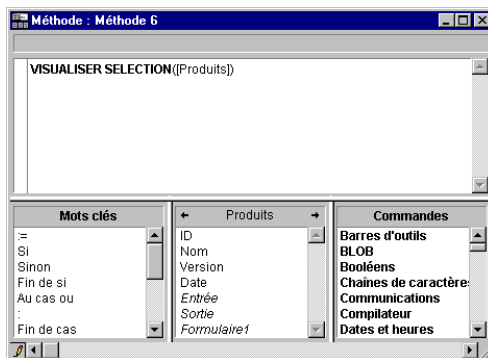 Méthode : Méthode 6
VISUALISER SELECTION([Produits])
Mots clés
:=
Si
Sinon
Fin de si
Au cas ou
:
Fin de cas
Produits
ID
Nom
Version
Date
Entrée
Sortie
Formulaire1
Commandes
Barres d'outils
BLOB
Booléens
Chaînes de caractère
Communications
Compilateur
Dates et heures